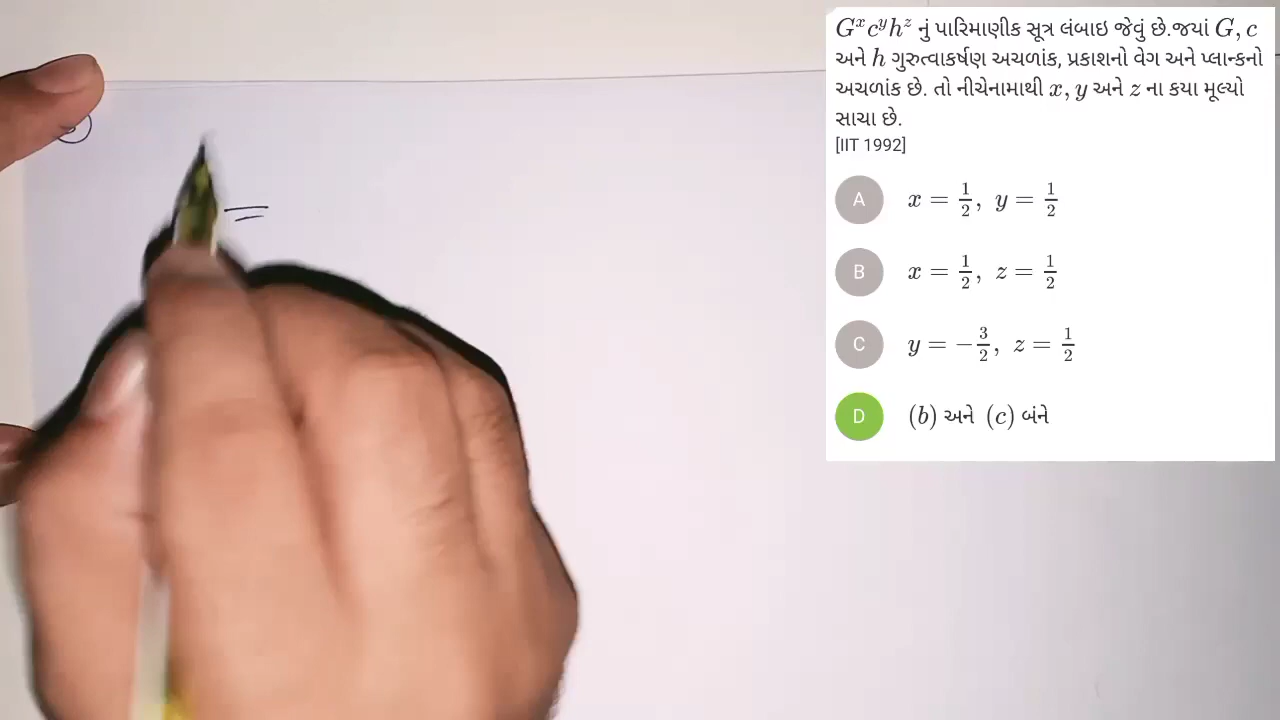 $G^x c^y h^z$ નું પારિમાણીક સૂત્ર લંબાઇ જેવું છે.જ્યાં $G, c$
અને $h$ ગુરુત્વાકર્ષણ અચળાંક, પ્રકાશનો વેગ અને પ્લાન્કનો
અચળાંક છે. તો નીચેનામાથી $x, y$ અને $z$ ના કયા મૂલ્યો
સાચા છે.
[IIT 1992]
A $x = \frac{1}{2},\ y = \frac{1}{2}$
B $x = \frac{1}{2},\ z = \frac{1}{2}$
C $y = -\frac{3}{2},\ z = \frac{1}{2}$
D $(b)$ અને $(c)$ બંને
=